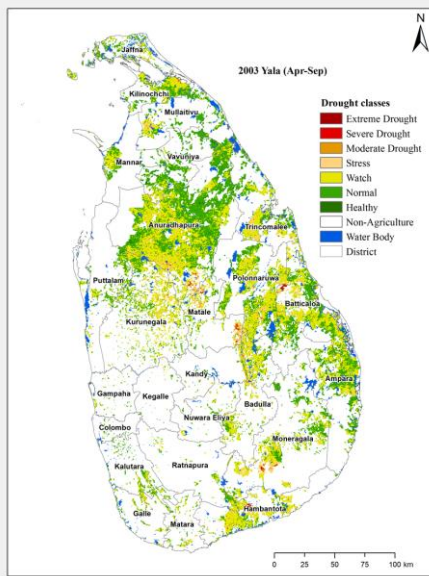 N
2003 Yala (Apr-Sep)
Drought classes
Extreme Drought
Severe Drought
Moderate Drought
Stress
Watch
Normal
Healthy
Non-Agriculture
Water Body
District
Jaffna
Kilinochchi
Mullaitivu
Mannar
Vavuniya
Anuradhapura
Trincomalee
Puttalam
Polonnaruwa
Batticaloa
Kurunegala
Matale
Kandy
Ampara
Gampaha
Kegalle
Badulla
Nuwara Eliya
Colombo
Moneragala
Kalutara
Ratnapura
Galle
Matara
Hambantota
0 25 50 100 km